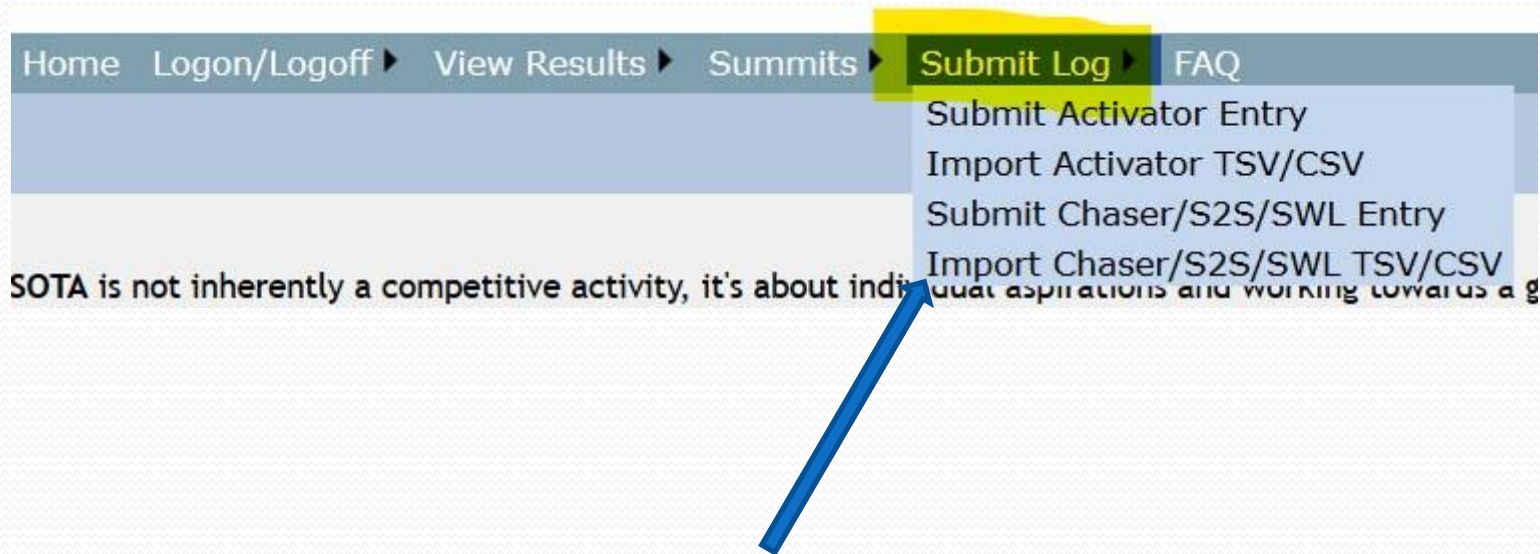 Home Logon/Logoff View Results Summits Submit Log FAQ
Submit Activator Entry
Import Activator TSV/CSV
Submit Chaser/S2S/SWL Entry
Import Chaser/S2S/SWL TSV/CSV
SOTA is not inherently a competitive activity, it's about individual aspirations and working towards a g